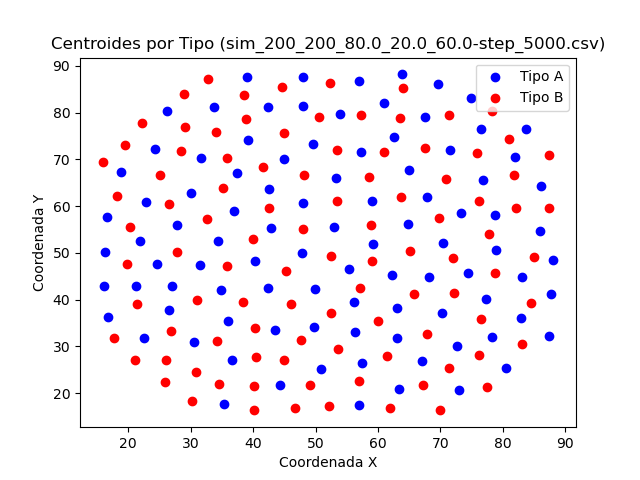 Centroides por Tipo (sim_200_200_80.0_20.0_60.0-step_5000.csv)
Tipo A
Tipo B
90
80
70
60
50
40
30
20
Coordenada Y
20 30 40 50 60 70 80 90
Coordenada X